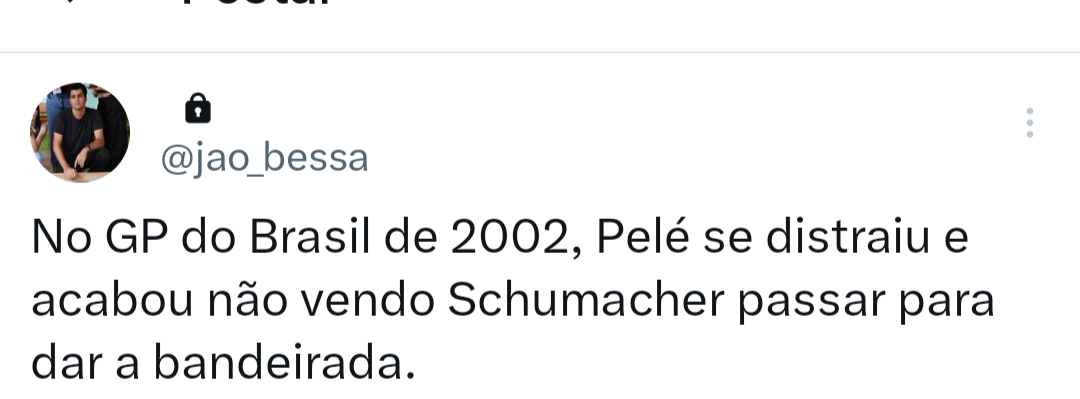 @jao_bessa
No GP do Brasil de 2002, Pelé se distraiu e
acabou não vendo Schumacher passar para
dar a bandeirada.